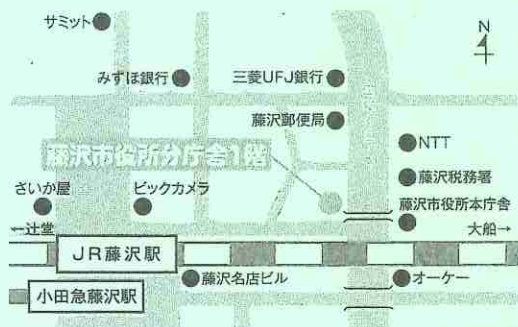 サミット
N
みずほ銀行
三菱UFJ銀行
藤沢郵便局
NTT
藤沢市役所分庁舎1階
藤沢税務署
さいか屋
ビックカメラ
藤沢市役所本庁舎
←辻堂
大船→
JR藤沢駅
藤沢名店ビル
オーケー
小田急藤沢駅